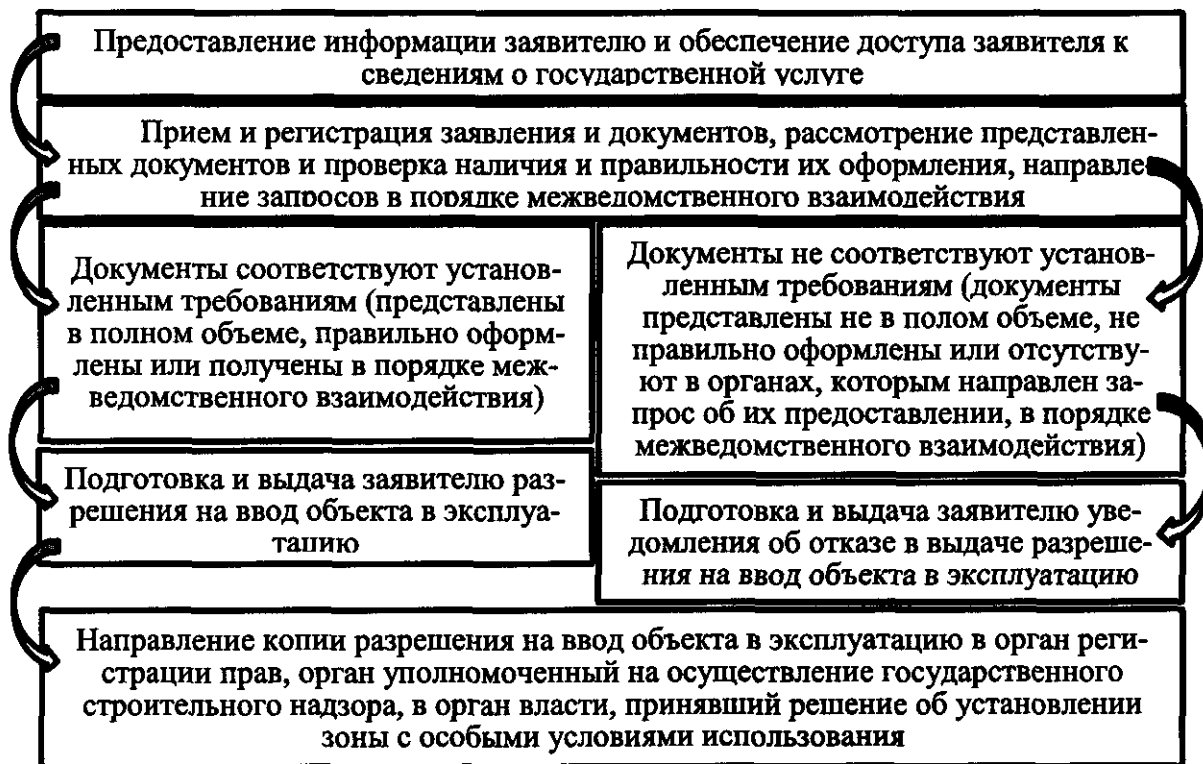 Предоставление информации заявителю и обеспечение доступа заявителя к
сведениям о государственной услуге
Прием и регистрация заявления и документов, рассмотрение представлен-
ных документов и проверка наличия и правильности их оформления, направле-
ние запросов в порядке межведомственного взаимодействия
Документы соответствуют установ-
ленным требованиям (представлены
в полном объеме, правильно оформ-
лены или получены в порядке меж-
ведомственного взаимодействия)
Документы не соответствуют установ-
ленным требованиям (документы
представлены не в полом объеме, не
правильно оформлены или отсутству-
ют в органах, которым направлен за-
прос об их предоставлении, в порядке
межведомственного взаимодействия)
Подготовка и выдача заявителю раз-
решения на ввод объекта в эксплуа-
тацию
Подготовка и выдача заявителю уве-
домления об отказе в выдаче разреше-
ния на ввод объекта в эксплуатацию
Направление копии разрешения на ввод объекта в эксплуатацию в орган реги-
страции прав, орган уполномоченный на осуществление государственного
строительного надзора, в орган власти, принявший решение об установлении
зоны с особыми условиями использования